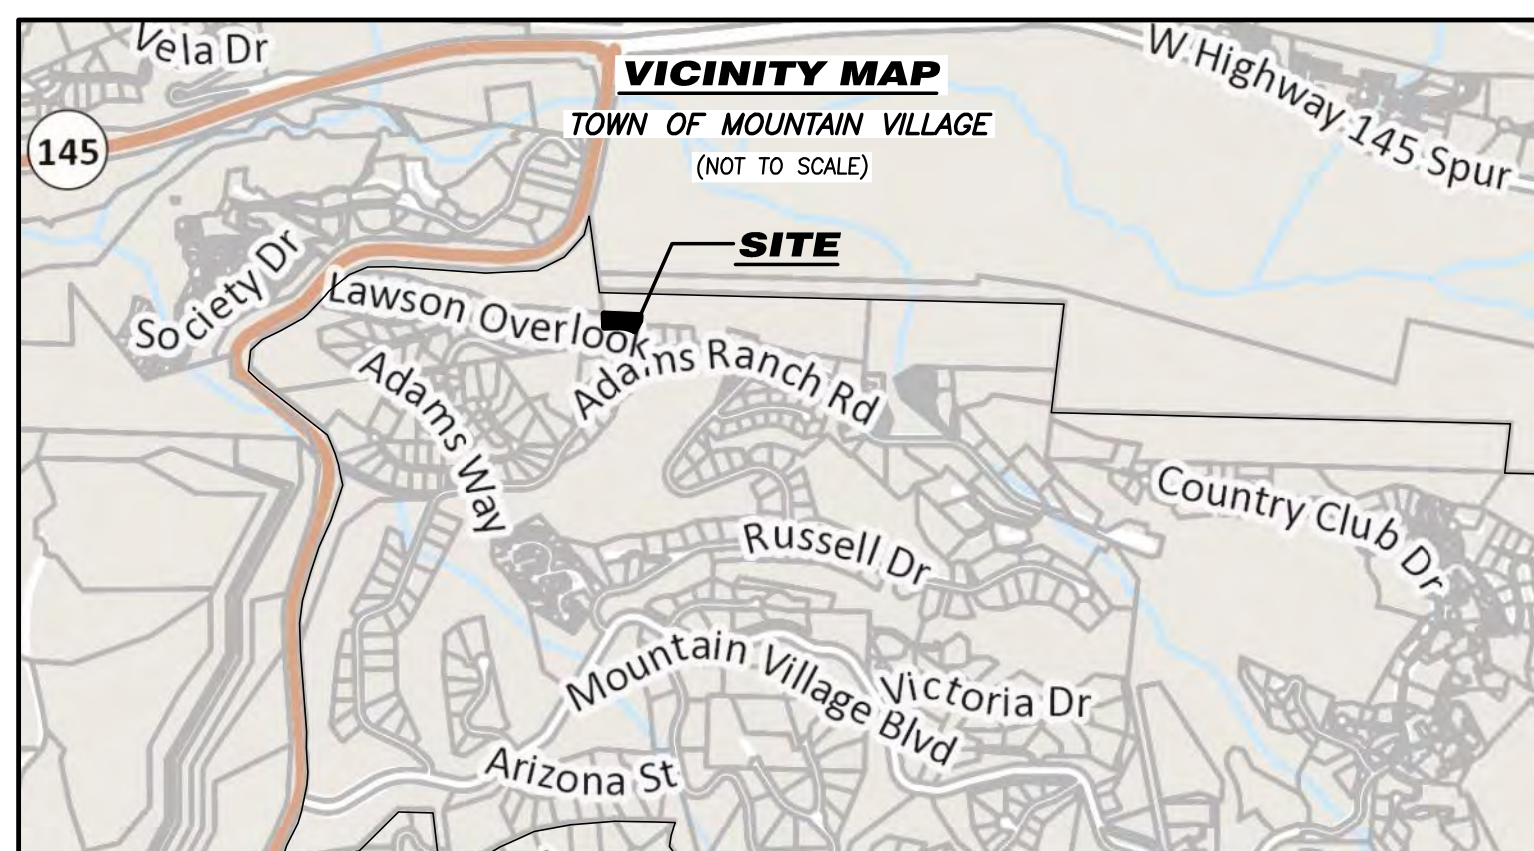 Vela Dr
W Highway 145 Spur
VICINITY MAP
TOWN OF MOUNTAIN VILLAGE
(NOT TO SCALE)
145
SITE
Society Dr
Lawson Overlook
Adams Ranch Rd
Adams Way
Country Club Dr
Russell Dr
Mountain Village Blvd
Victoria Dr
Arizona St